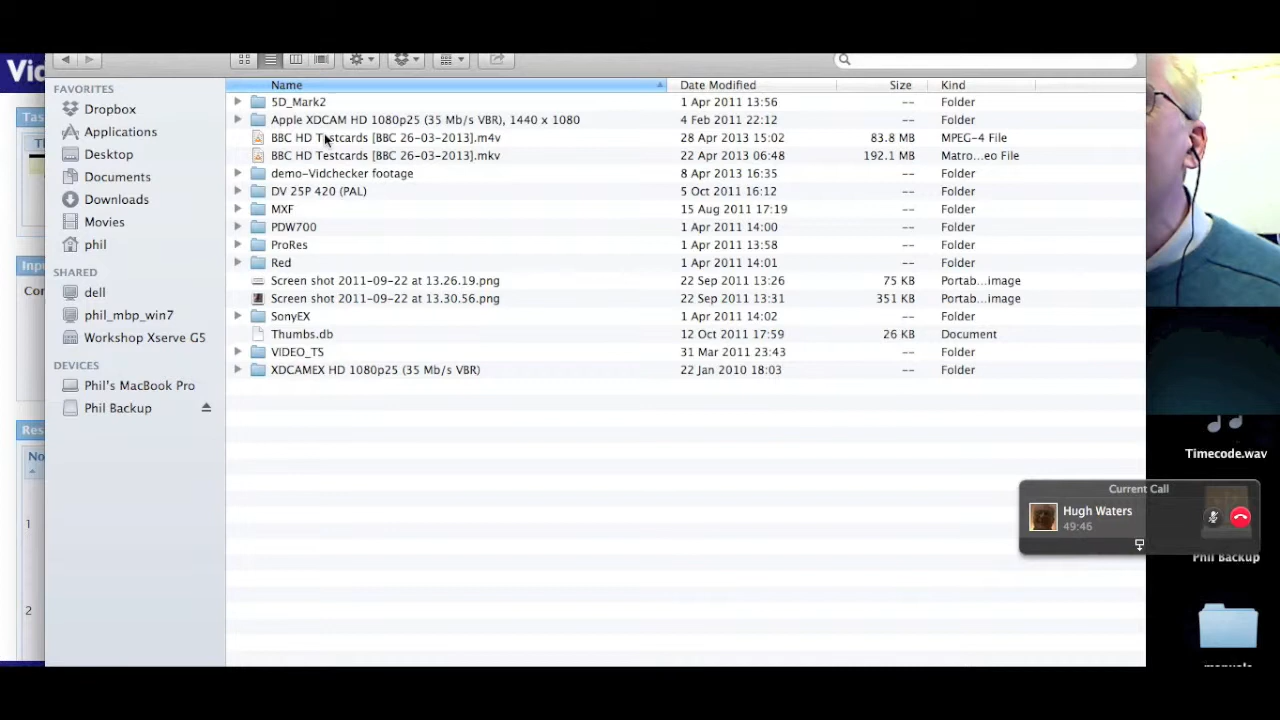 Vid
Tas
Inpu
Cor
Res
No
1
2
FAVORITES
Dropbox
Applications
Desktop
Documents
Downloads
Movies
phil
SHARED
dell
phil_mbp_win7
Workshop Xserve G5
DEVICES
Phil's MacBook Pro
Phil Backup
Name Date Modified Size Kind
5D_Mark2 1 Apr 2011 13:56 -- Folder
Apple XDCAM HD 1080p25 (35 Mb/s VBR), 1440 x 1080 4 Feb 2011 22:12 -- Folder
BBC HD Testcards [BBC 26-03-2013].m4v 28 Apr 2013 15:02 83.8 MB MPEG-4 File
BBC HD Testcards [BBC 26-03-2013].mkv 22 Apr 2013 06:48 192.1 MB Matro...eo File
demo-Vidchecker footage 8 Apr 2013 16:35 -- Folder
DV 25P 420 (PAL) 5 Oct 2011 16:12 -- Folder
MXF 15 Aug 2011 17:19 -- Folder
PDW700 1 Apr 2011 14:00 -- Folder
ProRes 1 Apr 2011 13:58 -- Folder
Red 1 Apr 2011 14:01 -- Folder
Screen shot 2011-09-22 at 13.26.19.png 22 Sep 2011 13:26 75 KB Portab...image
Screen shot 2011-09-22 at 13.30.56.png 22 Sep 2011 13:31 351 KB Portab...image
SonyEX 1 Apr 2011 14:02 -- Folder
Thumbs.db 12 Oct 2011 17:59 26 KB Document
VIDEO_TS 31 Mar 2011 23:43 -- Folder
XDCAMEX HD 1080p25 (35 Mb/s VBR) 22 Jan 2010 18:03 -- Folder
Timecode.wav
Current Call
Hugh Waters
49:46
Phil Backup